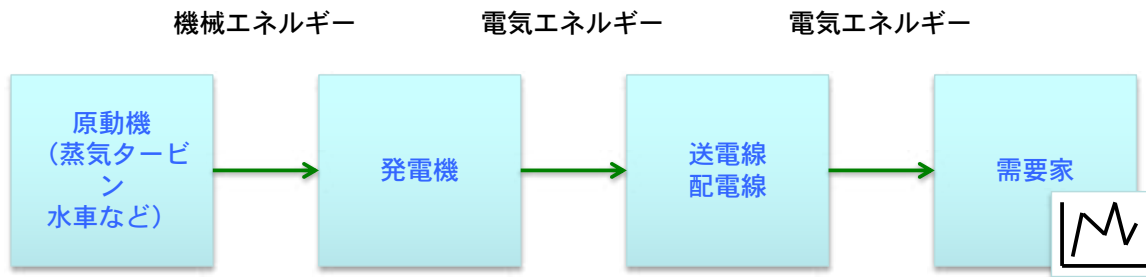 機械エネルギー
電気エネルギー
電気エネルギー
原動機
（蒸気タービ
ン
水車など）
発電機
送電線
配電線
需要家